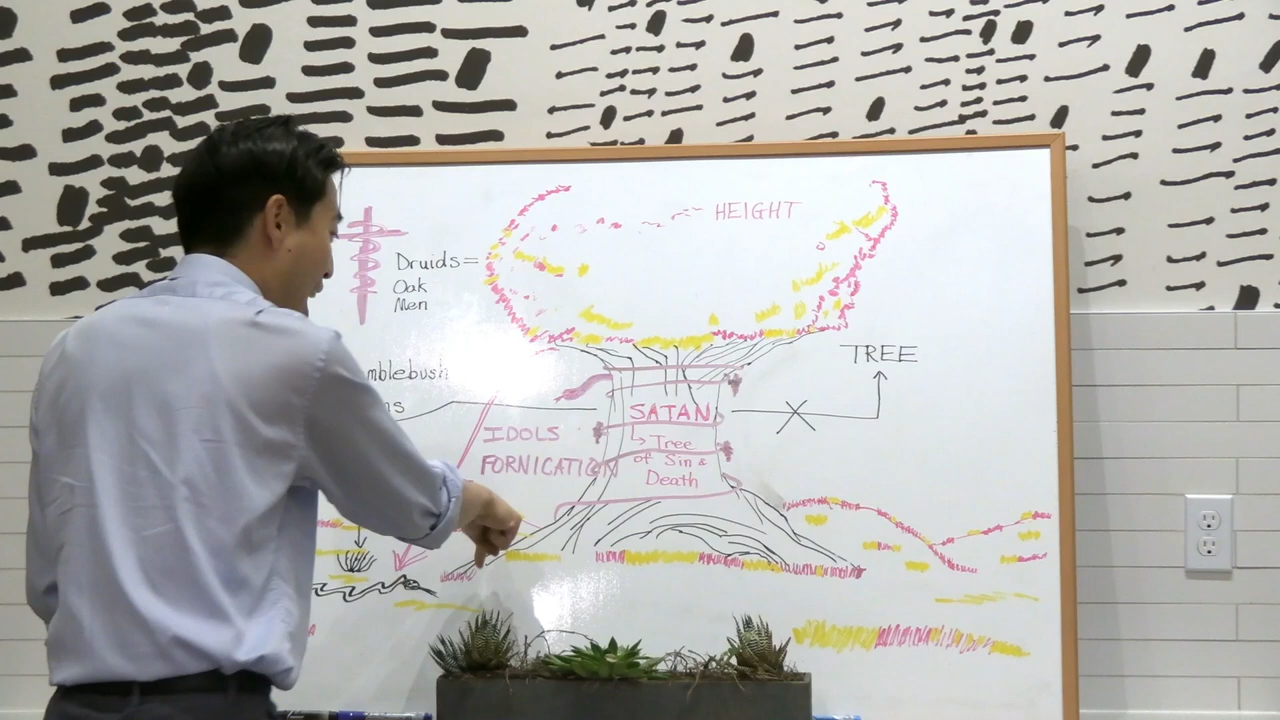 HEIGHT
Druids=
Oak
Men
mblebush
ns
TREE
SATAN
↳ Tree
of Sin &
Death
IDOLS
FORNICATION